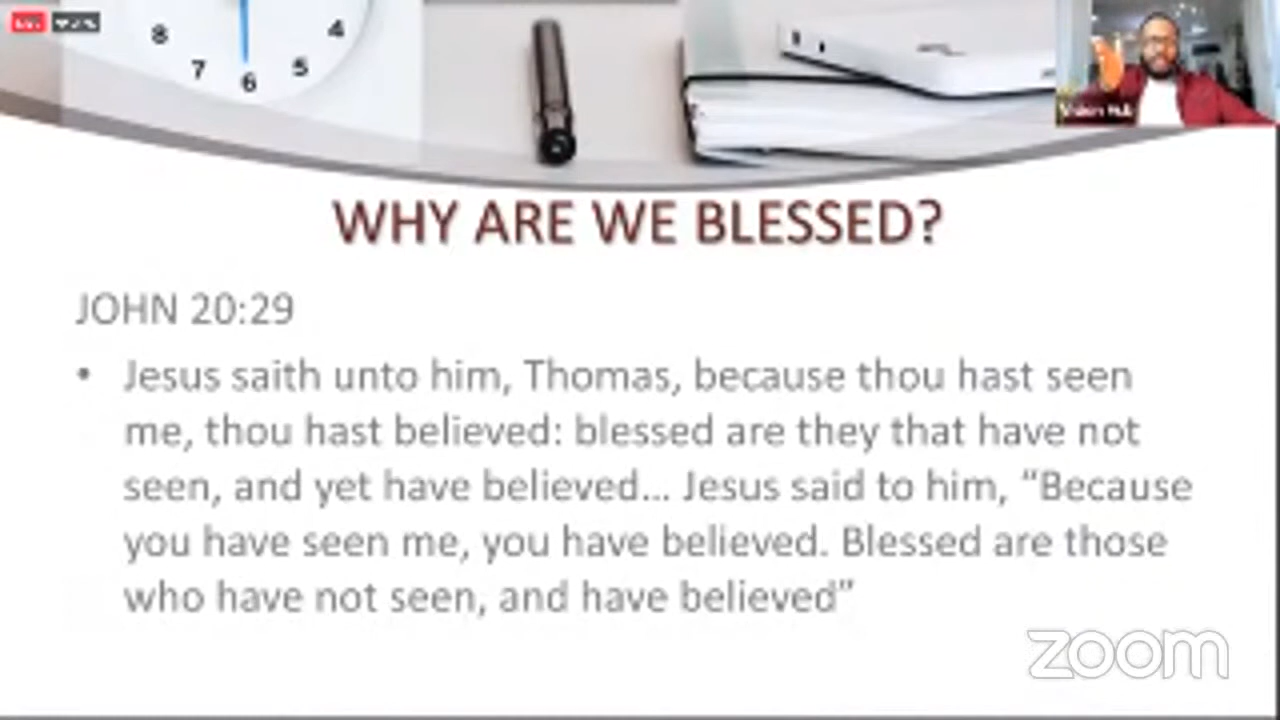 8
7
6
5
4
WHY ARE WE BLESSED?
JOHN 20:29
• Jesus saith unto him, Thomas, because thou hast seen
me, thou hast believed: blessed are they that have not
seen, and yet have believed... Jesus said to him, “Because
you have seen me, you have believed. Blessed are those
who have not seen, and have believed”
zoom